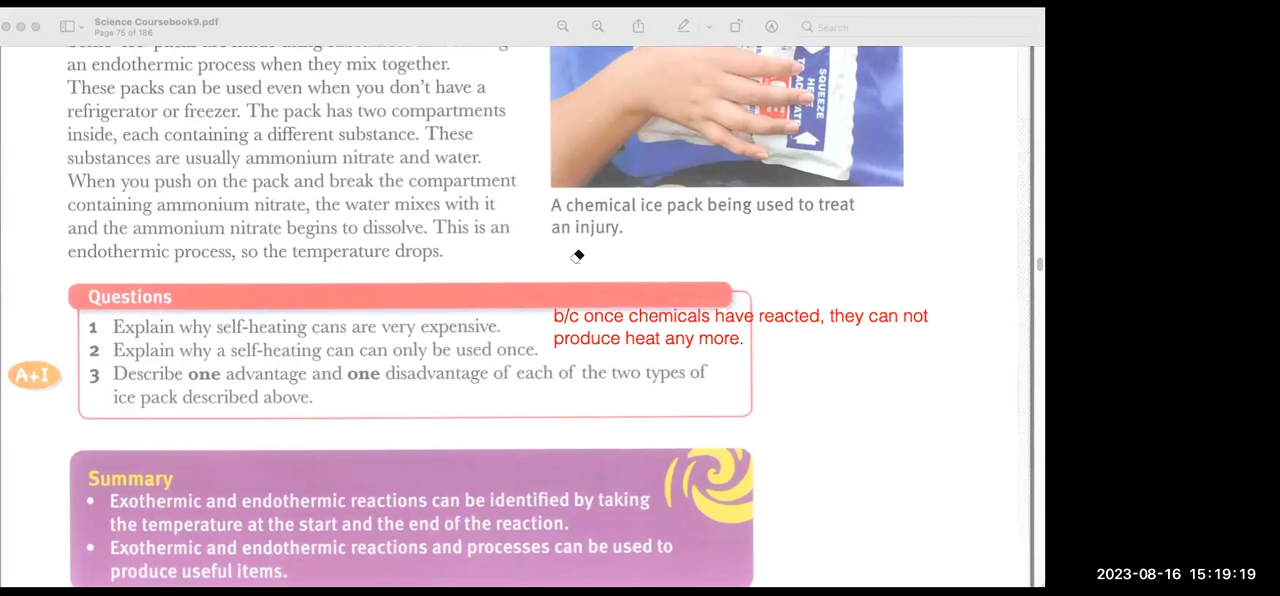 Science Coursebook9.pdf
Page 75 of 186
Search
an endothermic process when they mix together.
These packs can be used even when you don't have a
refrigerator or freezer. The pack has two compartments
inside, each containing a different substance. These
substances are usually ammonium nitrate and water.
When you push on the pack and break the compartment
containing ammonium nitrate, the water mixes with it
and the ammonium nitrate begins to dissolve. This is an
endothermic process, so the temperature drops.
SQUEEZE
HE
TO A
ATE
A chemical ice pack being used to treat
an injury.
Questions
1 Explain why self-heating cans are very expensive.
2 Explain why a self-heating can can only be used once.
b/c once chemicals have reacted, they can not
produce heat any more.
A+I
3 Describe one advantage and one disadvantage of each of the two types of
ice pack described above.
Summary
• Exothermic and endothermic reactions can be identified by taking
the temperature at the start and the end of the reaction.
• Exothermic and endothermic reactions and processes can be used to
produce useful items.
2023-08-16 15:19:19